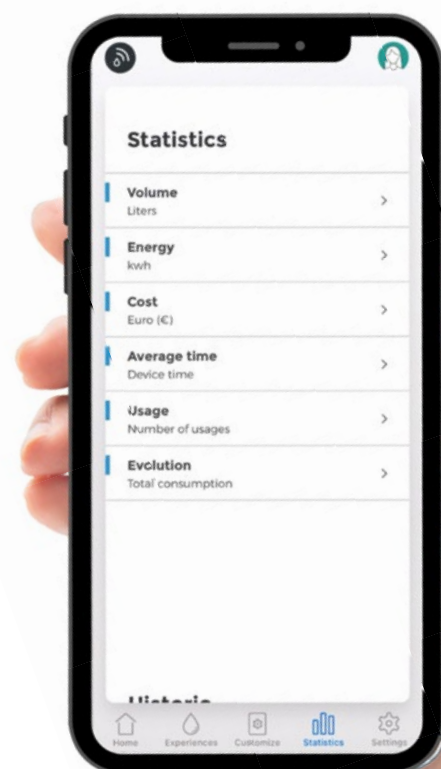 Statistics
Volume
Liters
Energy
kwh
Cost
Euro (€)
Average time
Device time
Usage
Number of usages
Evolution
Total consumption
Home
Experiences
Customize
Statistics
Settings